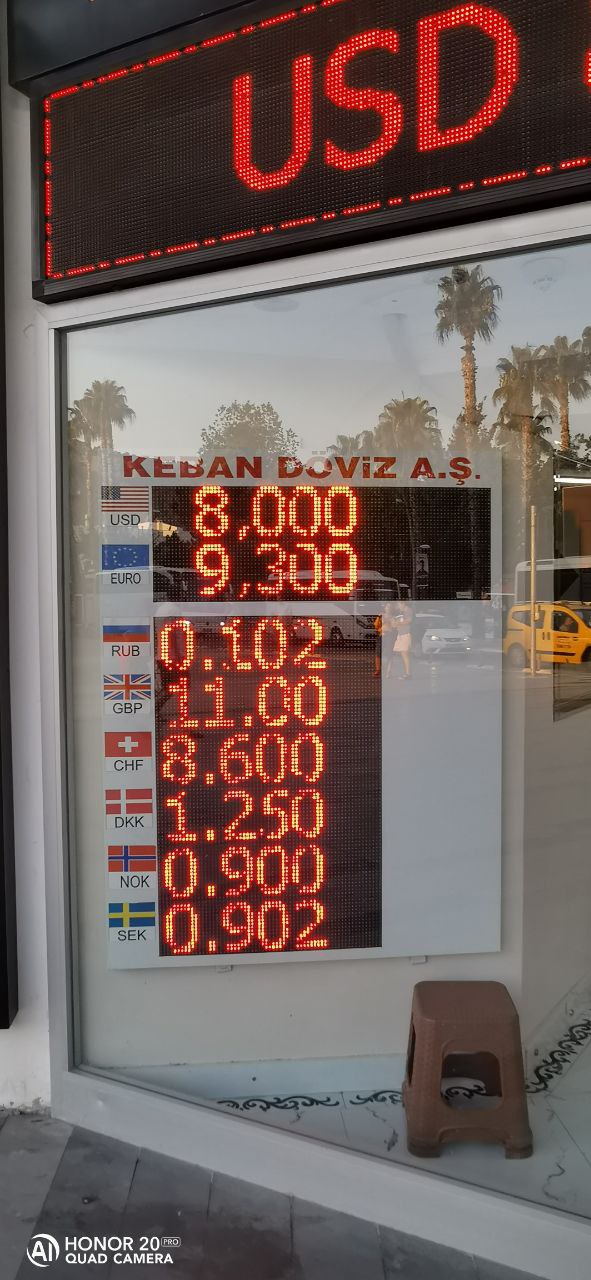 USD
KEBAN DÖVİZ A.Ş.
USD 8,000
EURO 9,300
RUB 0.102
GBP 11.00
CHF 8.600
DKK 1.250
NOK 0.900
SEK 0.902
HONOR 20 PRO
QUAD CAMERA